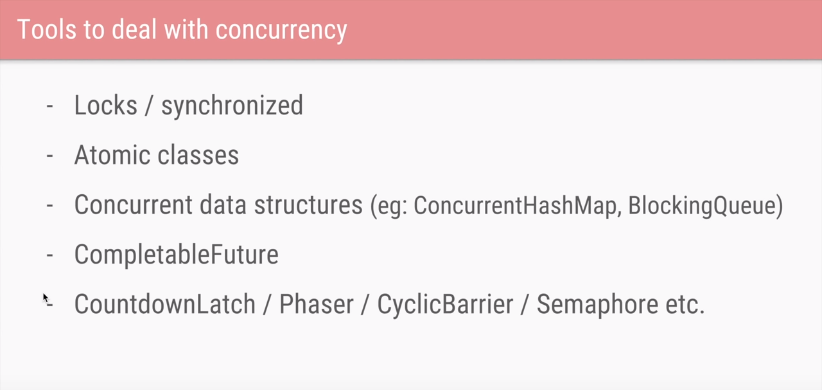 Tools to deal with concurrency
- Locks / synchronized
- Atomic classes
- Concurrent data structures (eg: ConcurrentHashMap, BlockingQueue)
- CompletableFuture
- CountdownLatch / Phaser / CyclicBarrier / Semaphore etc.